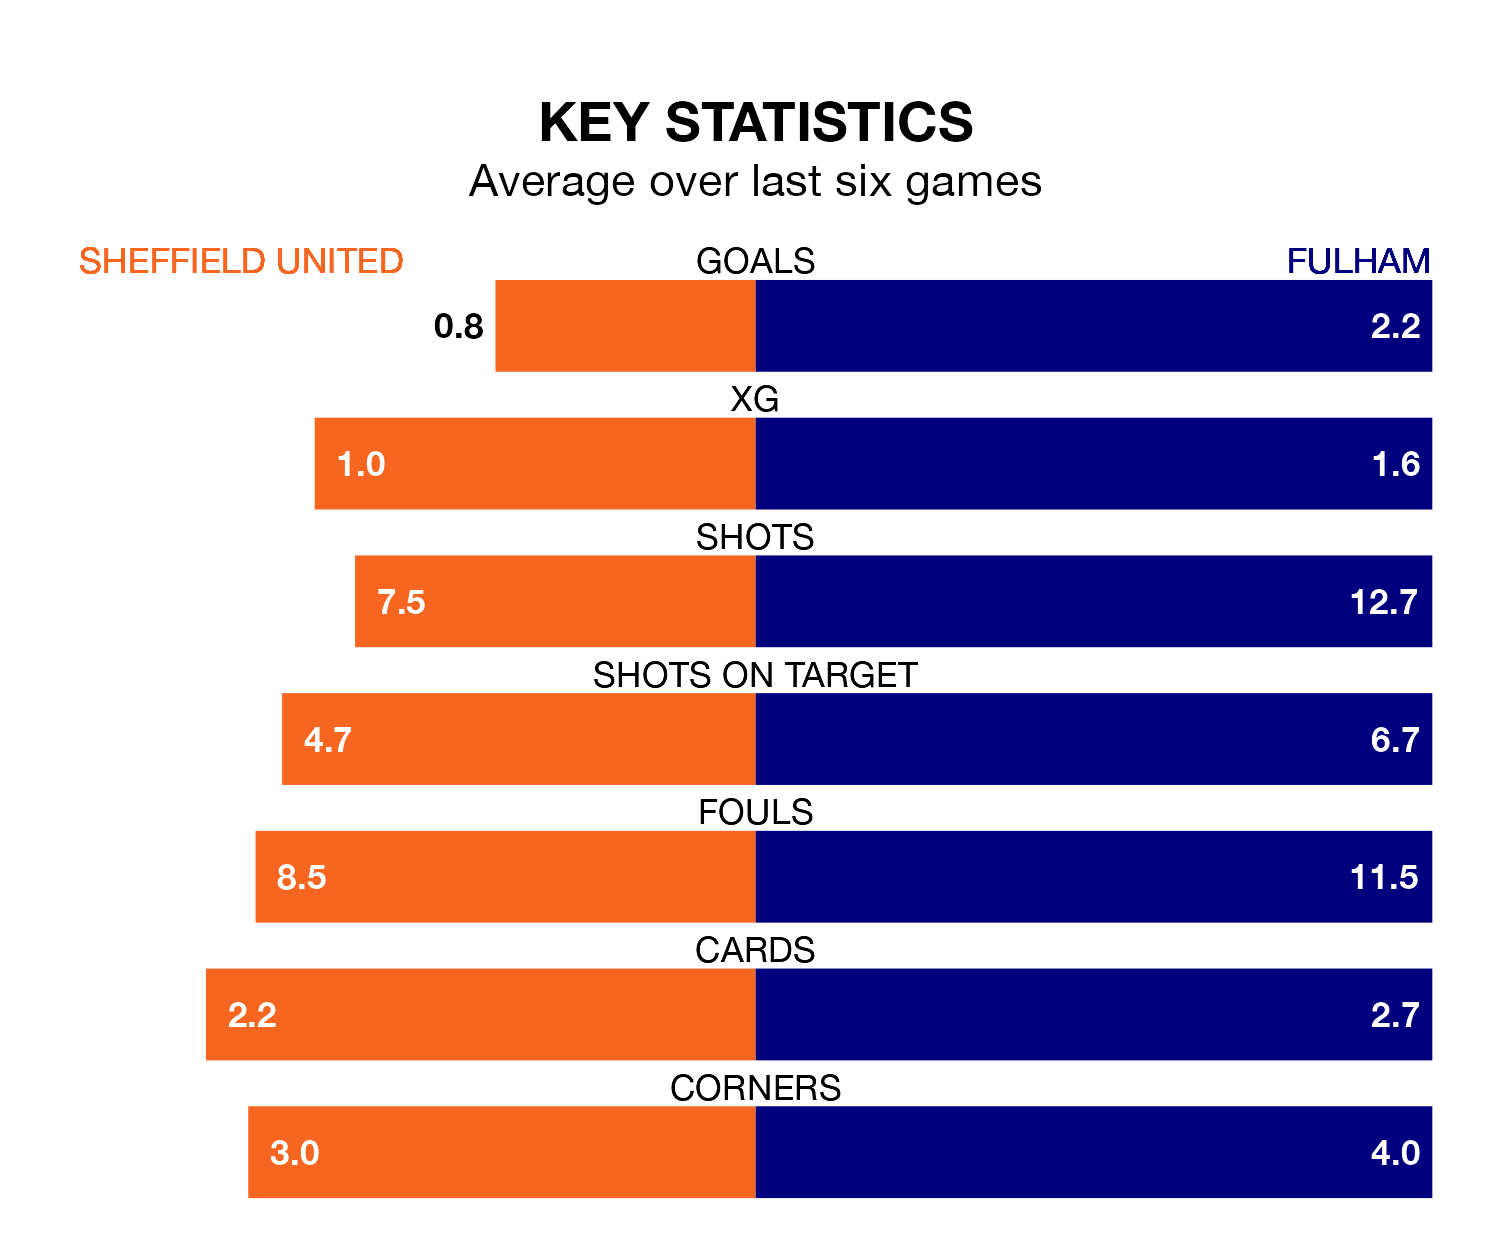 KEY STATISTICS
Average over last six games
SHEFFIELD UNITED GOALS FULHAM
0.8 2.2
XG
1.0 1.6
SHOTS
7.5 12.7
SHOTS ON TARGET
4.7 6.7
FOULS
8.5 11.5
CARDS
2.2 2.7
CORNERS
3.0 4.0